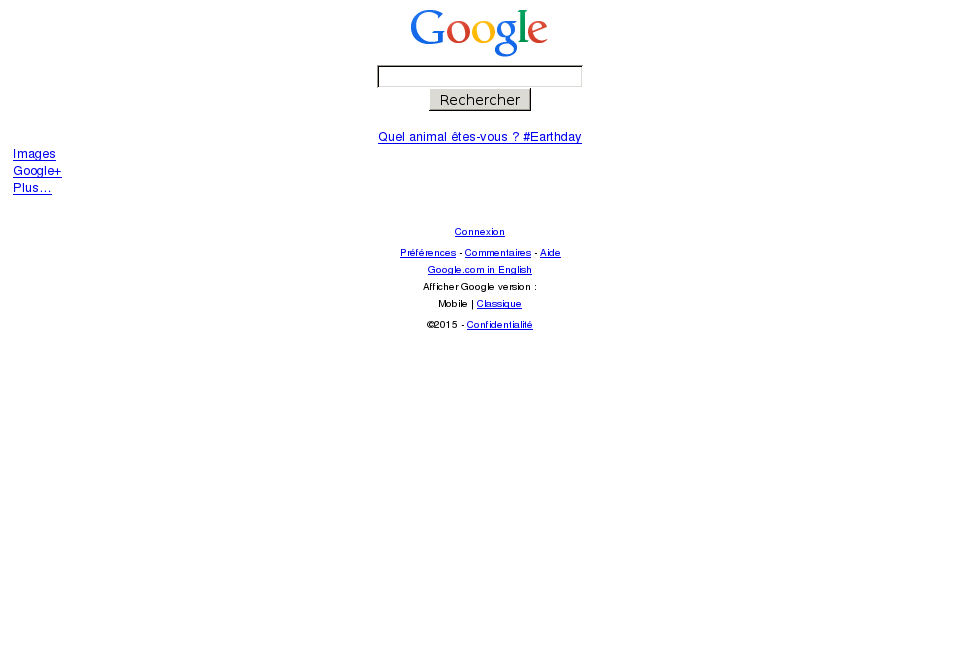 Google
Rechercher
Quel animal êtes-vous ? #Earthday
Images
Google+
Plus…
Connexion
Préférences - Commentaires - Aide
Google.com in English
Afficher Google version :
Mobile | Classique
©2015 - Confidentialité